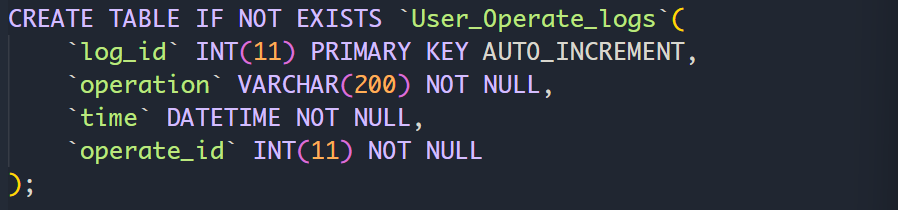 CREATE TABLE IF NOT EXISTS `User_Operate_logs`(
    `log_id` INT(11) PRIMARY KEY AUTO_INCREMENT,
    `operation` VARCHAR(200) NOT NULL,
    `time` DATETIME NOT NULL,
    `operate_id` INT(11) NOT NULL
);